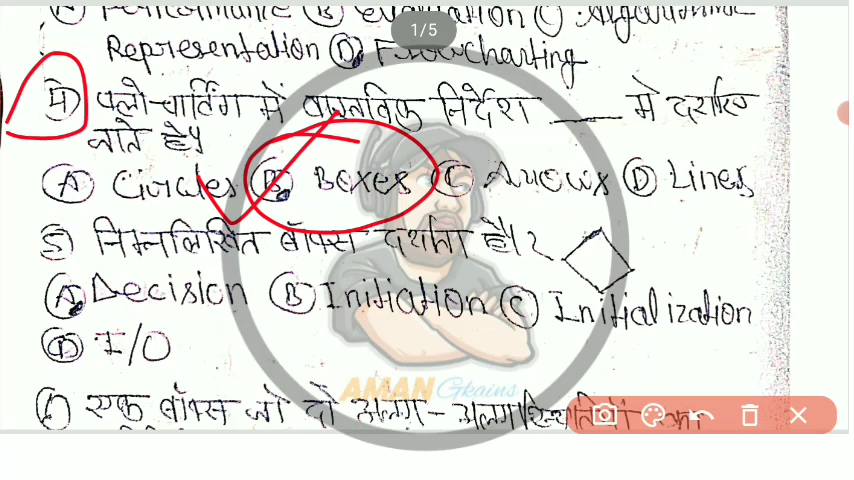 Representation (D) Flowcharting
1/5
4) फ्लो-चार्टिंग में वास्तविक निर्देश ___ मे दर्शाए
जाते है।
(A) Circles (B) Boxes (C) Arrows (D) Lines
5) निम्नलिखित बॉक्स दर्शाता है।?
(A) Decision (B) Initiation (C) Initialization
(D) I/O
एक बॉक्स जो दो अलग-अलग
AMAN Gkains